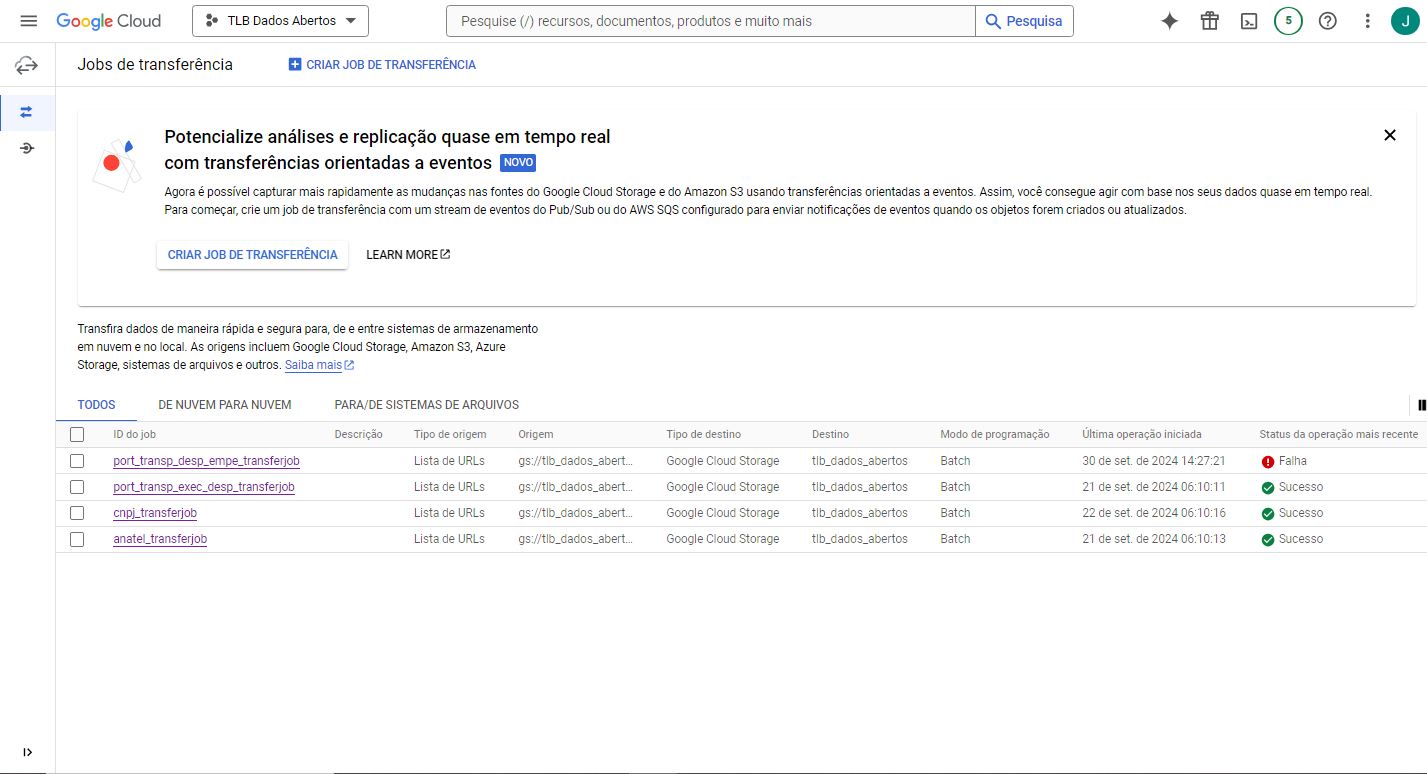 Google Cloud
TLB Dados Abertos
Pesquise (/) recursos, documentos, produtos e muito mais
Pesquisa
5
J
Jobs de transferência
CRIAR JOB DE TRANSFERÊNCIA
Potencialize análises e replicação quase em tempo real
com transferências orientadas a eventos NOVO
Agora é possível capturar mais rapidamente as mudanças nas fontes do Google Cloud Storage e do Amazon S3 usando transferências orientadas a eventos. Assim, você consegue agir com base nos seus dados quase em tempo real.
Para começar, crie um job de transferência com um stream de eventos do Pub/Sub ou do AWS SQS configurado para enviar notificações de eventos quando os objetos forem criados ou atualizados.
CRIAR JOB DE TRANSFERÊNCIA LEARN MORE
Transfira dados de maneira rápida e segura para, de e entre sistemas de armazenamento
em nuvem e no local. As origens incluem Google Cloud Storage, Amazon S3, Azure
Storage, sistemas de arquivos e outros. Saiba mais
TODOS DE NUVEM PARA NUVEM PARA/DE SISTEMAS DE ARQUIVOS
ID do job Descrição Tipo de origem Origem Tipo de destino Destino Modo de programação Última operação iniciada Status da operação mais recente
port_transp_desp_empe_transferjob Lista de URLs gs://tlb_dados_abert... Google Cloud Storage tlb_dados_abertos Batch 30 de set. de 2024 14:27:21 Falha
port_transp_exec_desp_transferjob Lista de URLs gs://tlb_dados_abert... Google Cloud Storage tlb_dados_abertos Batch 21 de set. de 2024 06:10:11 Sucesso
cnpj_transferjob Lista de URLs gs://tlb_dados_abert... Google Cloud Storage tlb_dados_abertos Batch 22 de set. de 2024 06:10:16 Sucesso
anatel_transferjob Lista de URLs gs://tlb_dados_abert... Google Cloud Storage tlb_dados_abertos Batch 21 de set. de 2024 06:10:13 Sucesso